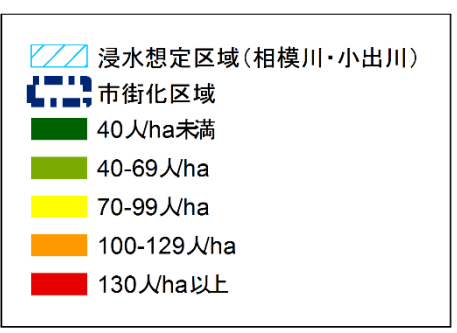 浸水想定区域(相模川・小出川)
市街化区域
40人/ha未満
40-69人/ha
70-99人/ha
100-129人/ha
130人/ha以上